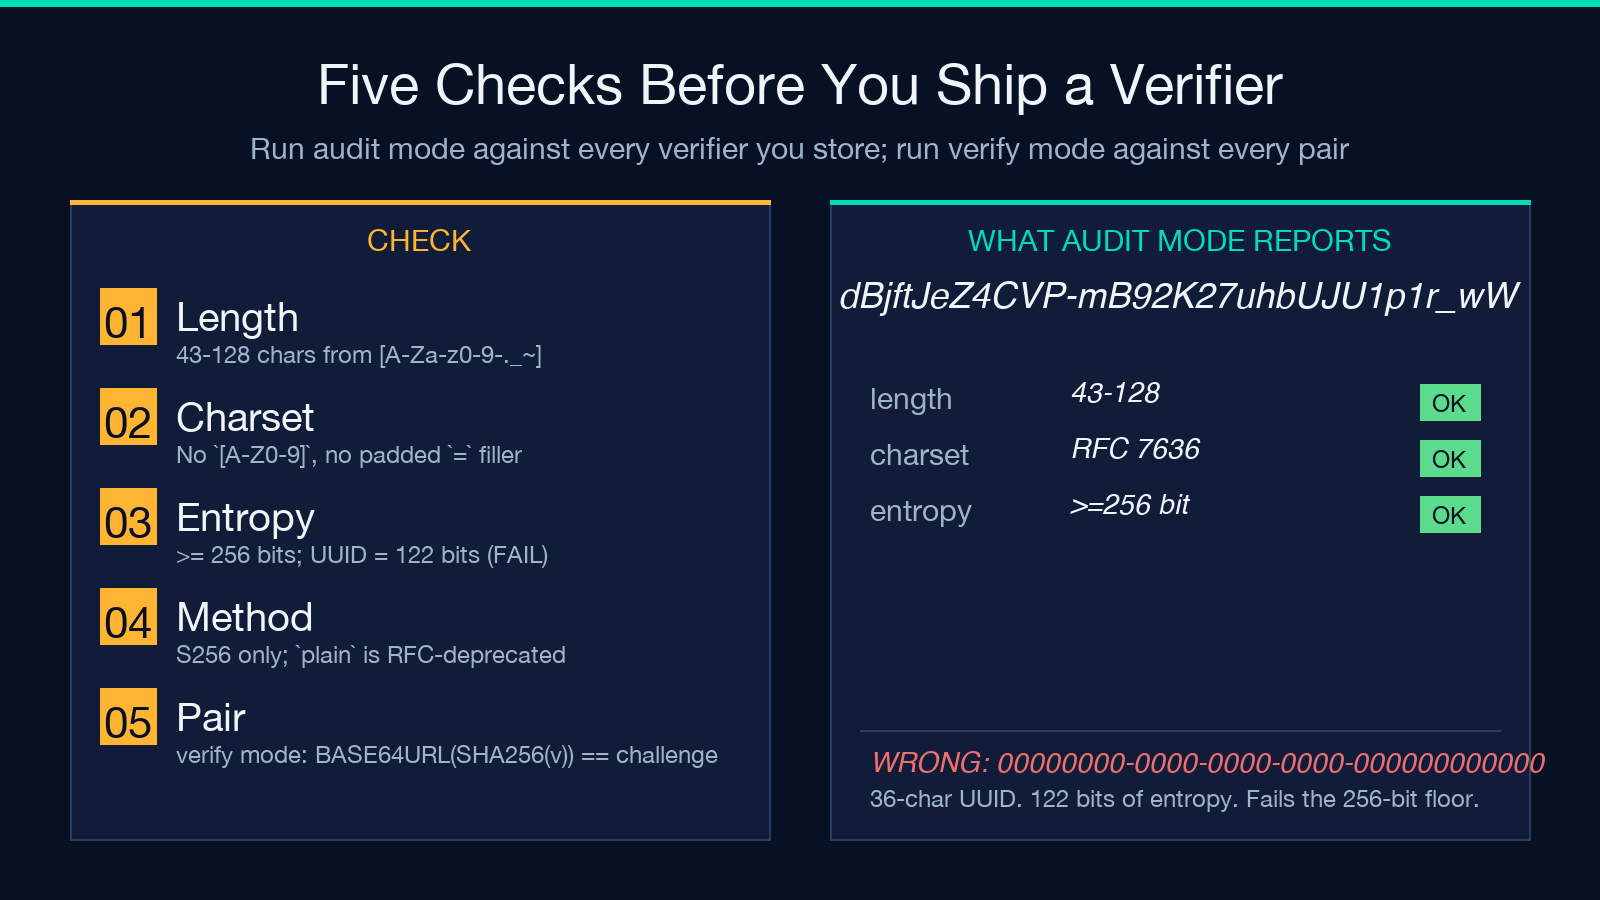 Five Checks Before You Ship a Verifier
Run audit mode against every verifier you store; run verify mode against every pair
CHECK
01
Length
43-128 chars from [A-Za-z0-9-._~]
02
Charset
No `[A-Z0-9]`, no padded `=` filler
03
Entropy
>= 256 bits; UUID = 122 bits (FAIL)
04
Method
S256 only; `plain` is RFC-deprecated
05
Pair
verify mode: BASE64URL(SHA256(v)) == challenge
WHAT AUDIT MODE REPORTS
dBjftJeZ4CVP-mB92K27uhbUJU1p1r_wW
length 43-128 OK
charset RFC 7636 OK
entropy >=256 bit OK
WRONG: 00000000-0000-0000-0000-000000000000
36-char UUID. 122 bits of entropy. Fails the 256-bit floor.